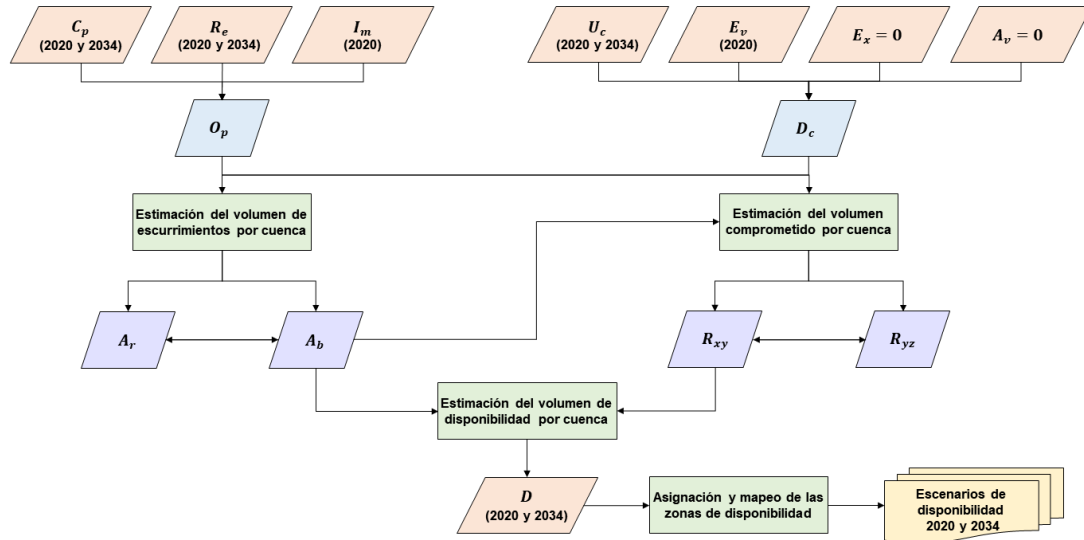 C_p
(2020 y 2034)
R_e
(2020 y 2034)
I_m
(2020)
U_c
(2020 y 2034)
E_v
(2020)
E_x = 0
A_v = 0
O_p
D_c
Estimación del volumen de
escurrimientos por cuenca
Estimación del volumen
comprometido por cuenca
A_r
A_b
R_xy
R_yz
Estimación del volumen de
disponibilidad por cuenca
D
(2020 y 2034)
Asignación y mapeo de las
zonas de disponibilidad
Escenarios de
disponibilidad
2020 y 2034